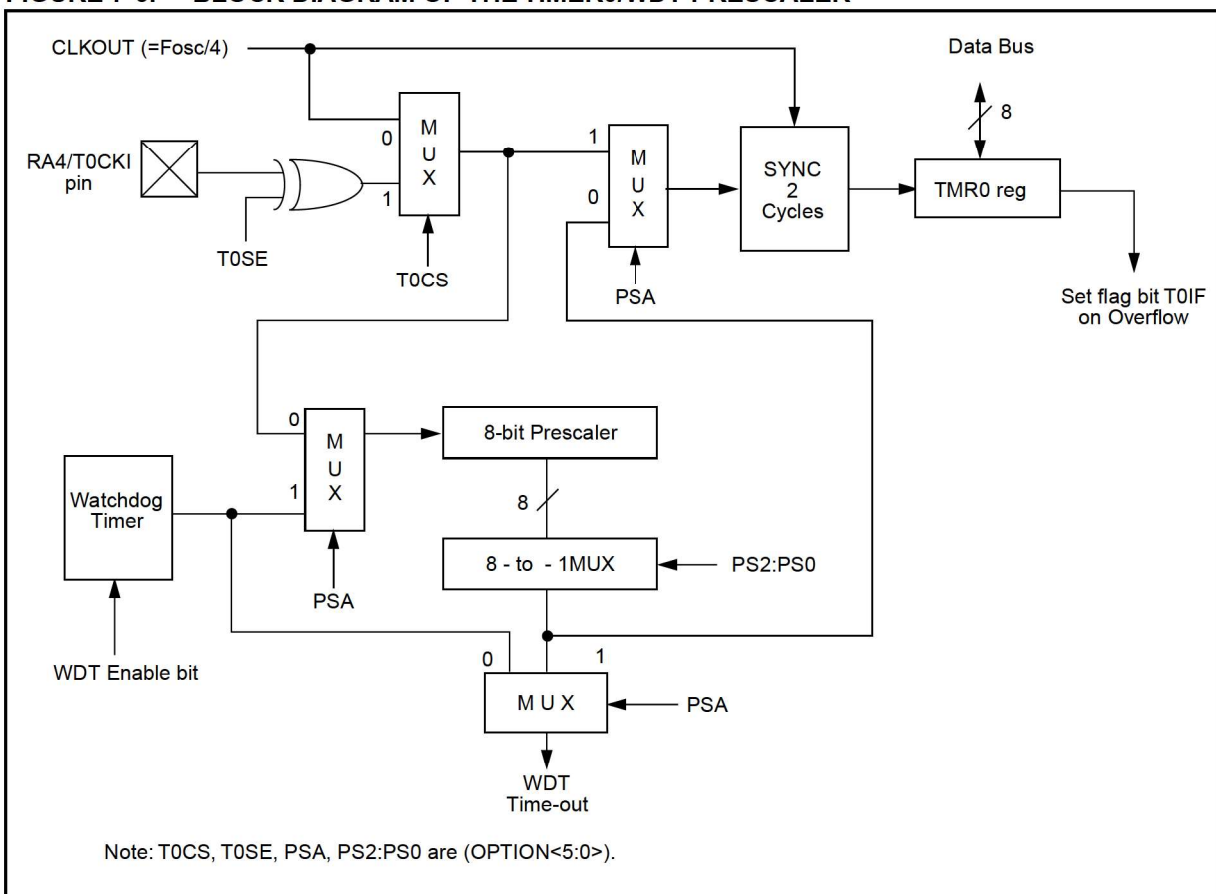 CLKOUT (=Fosc/4)
Data Bus
8
RA4/T0CKI
pin
T0SE
0
1
M
U
X
T0CS
1
0
M
U
X
PSA
SYNC
2
Cycles
TMR0 reg
Set flag bit T0IF
on Overflow
0
1
M
U
X
PSA
8-bit Prescaler
8
Watchdog
Timer
8 - to - 1MUX
PS2:PS0
WDT Enable bit
0
1
M U X
PSA
WDT
Time-out
Note: T0CS, T0SE, PSA, PS2:PS0 are (OPTION<5:0>).